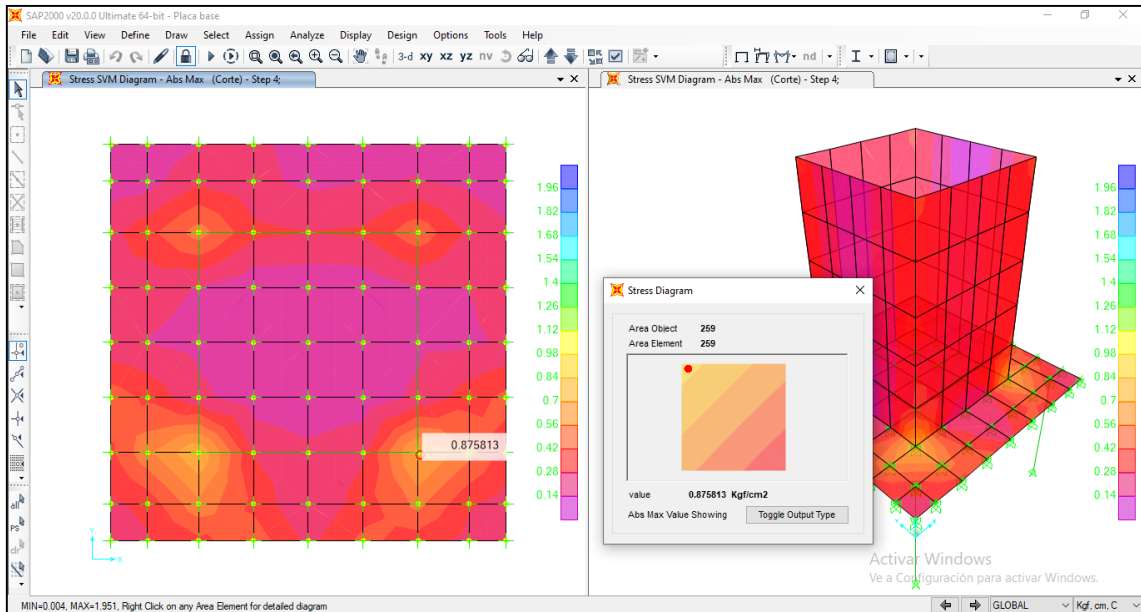 SAP2000 v20.0.0 Ultimate 64-bit - Placa base
File Edit View Define Draw Select Assign Analyze Display Design Options Tools Help
3-d xy xz yz nv nd
Stress SVM Diagram - Abs Max (Corte) - Step 4;
Stress SVM Diagram - Abs Max (Corte) - Step 4;
all
PS
clr
0.875813
Y
X
1.96
1.82
1.68
1.54
1.4
1.26
1.12
0.98
0.84
0.7
0.56
0.42
0.28
0.14
Stress Diagram
Area Object 259
Area Element 259
value 0.875813 Kgf/cm2
Abs Max Value Showing Toggle Output Type
1.96
1.82
1.68
1.54
1.4
1.26
1.12
0.98
0.84
0.7
0.56
0.42
0.28
0.14
Y X
Activar Windows
Ve a Configuración para activar Windows.
MIN=0.004, MAX=1.951, Right Click on any Area Element for detailed diagram
GLOBAL Kgf, cm, C